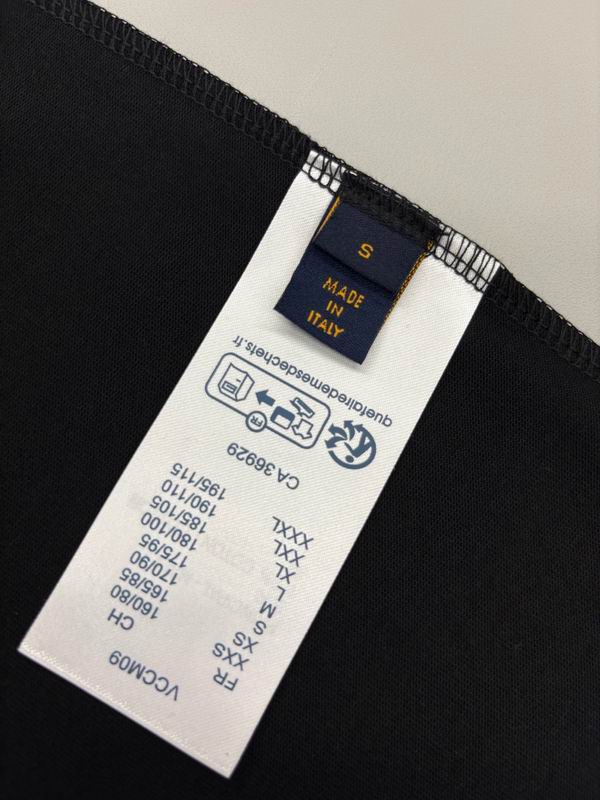 S
MADE
IN
ITALY
VCCM09
FR CH
XXS 160/80
XS 165/85
S 170/90
M 175/95
L 180/100
XL 185/105
XXL 190/110
XXXL 195/115
CA 36929
FR
quefairedemesdechets.fr